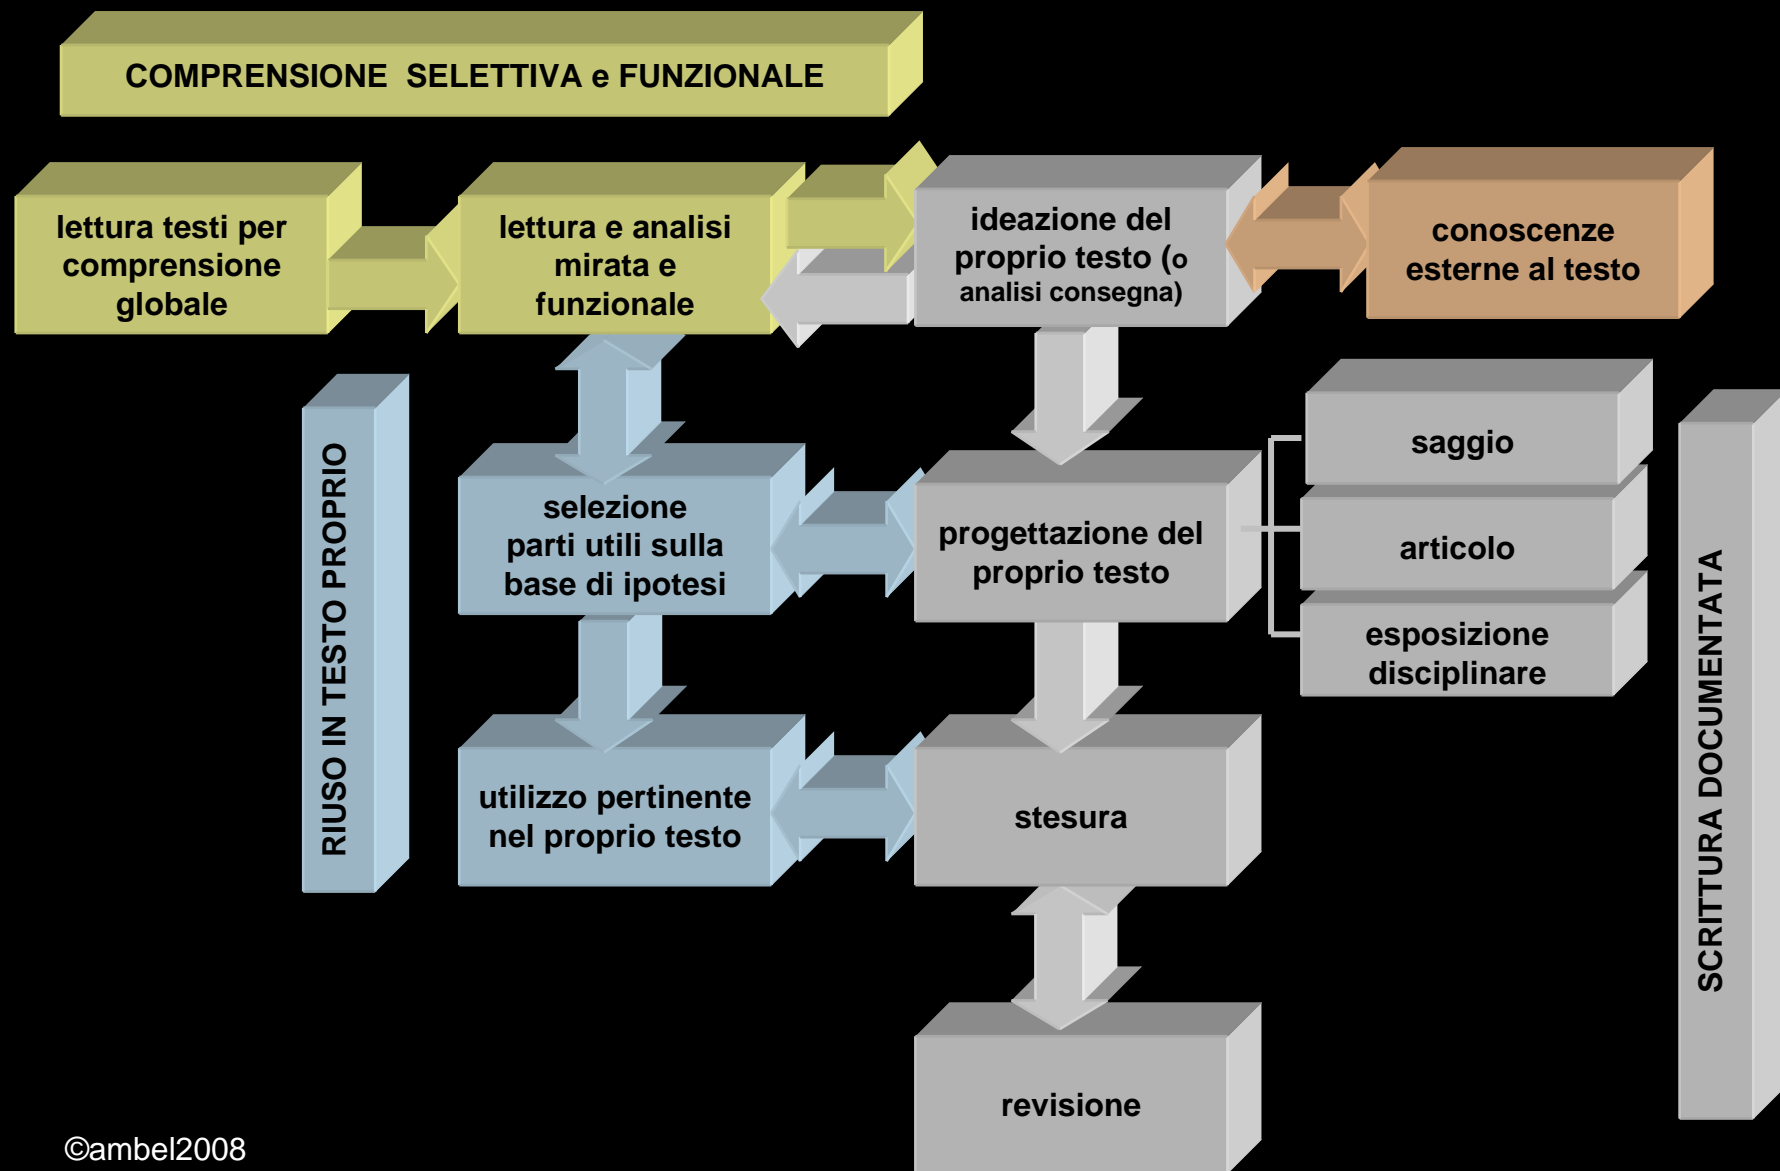 COMPRENSIONE SELETTIVA e FUNZIONALE
lettura testi per
comprensione
globale
lettura e analisi
mirata e
funzionale
ideazione del
proprio testo (o
analisi consegna)
conoscenze
esterne al testo
RIUSO IN TESTO PROPRIO
selezione
parti utili sulla
base di ipotesi
progettazione del
proprio testo
saggio
articolo
esposizione
disciplinare
SCRITTURA DOCUMENTATA
utilizzo pertinente
nel proprio testo
stesura
revisione
©ambel2008